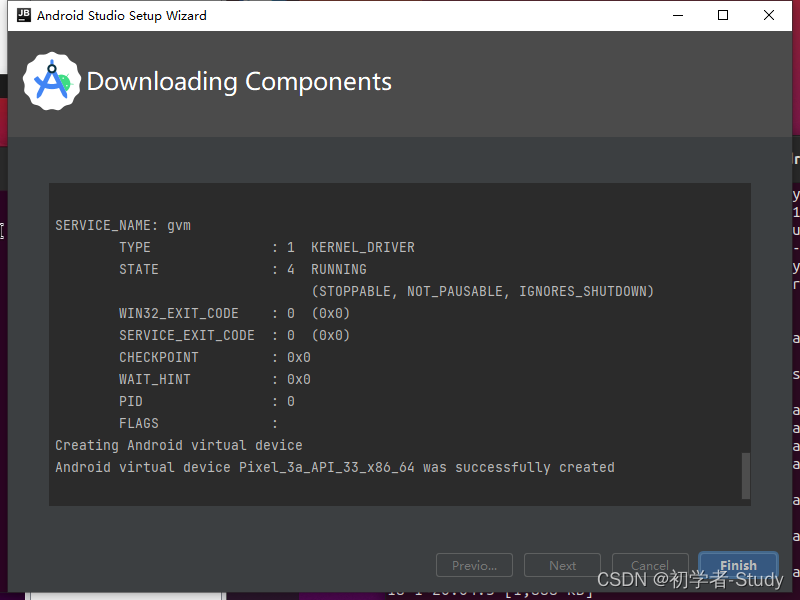 JB Android Studio Setup Wizard
Downloading Components
SERVICE_NAME: gvm
TYPE : 1 KERNEL_DRIVER
STATE : 4 RUNNING
(STOPPABLE, NOT_PAUSABLE, IGNORES_SHUTDOWN)
WIN32_EXIT_CODE : 0 (0x0)
SERVICE_EXIT_CODE : 0 (0x0)
CHECKPOINT : 0x0
WAIT_HINT : 0x0
PID : 0
FLAGS :
Creating Android virtual device
Android virtual device Pixel_3a_API_33_x86_64 was successfully created
Previo... Next Cancel Finish
CSDN @初学者-Study